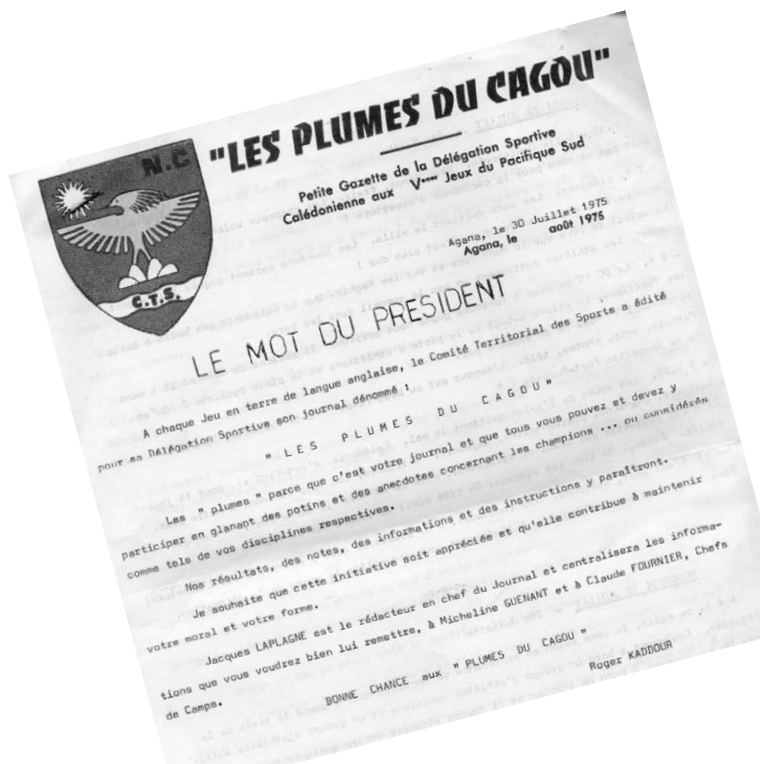 N.C
C.T.S.
"LES PLUMES DU CAGOU"
Petite Gazette de la Délégation Sportive
Calédonienne aux Vèmes Jeux du Pacifique Sud
Agana, le 30 Juillet 1975
Agana, le août 1975
LE MOT DU PRESIDENT
A chaque Jeu en terre de langue anglaise, le Comité Territorial des Sports a édité
pour sa Délégation Sportive son journal dénommé :
" LES PLUMES DU CAGOU "
Les " plumes " parce que c'est votre journal et que tous vous pouvez et devez y
participer en glanant des potins et des anecdotes concernant les champions ... ou considérés
comme tels de vos disciplines respectives.
Nos résultats, des notes, des informations et des instructions y paraîtront.
Je souhaite que cette initiative soit appréciée et qu'elle contribue à maintenir
votre moral et votre forme.
Jacques LAPLAGNE est le rédacteur en chef du Journal et centralisera les informa-
tions que vous voudrez bien lui remettre, à Micheline GUENANT et à Claude FOURNIER, Chefs
de Camps.
BONNE CHANCE aux " PLUMES DU CAGOU "
Roger KADDOUR